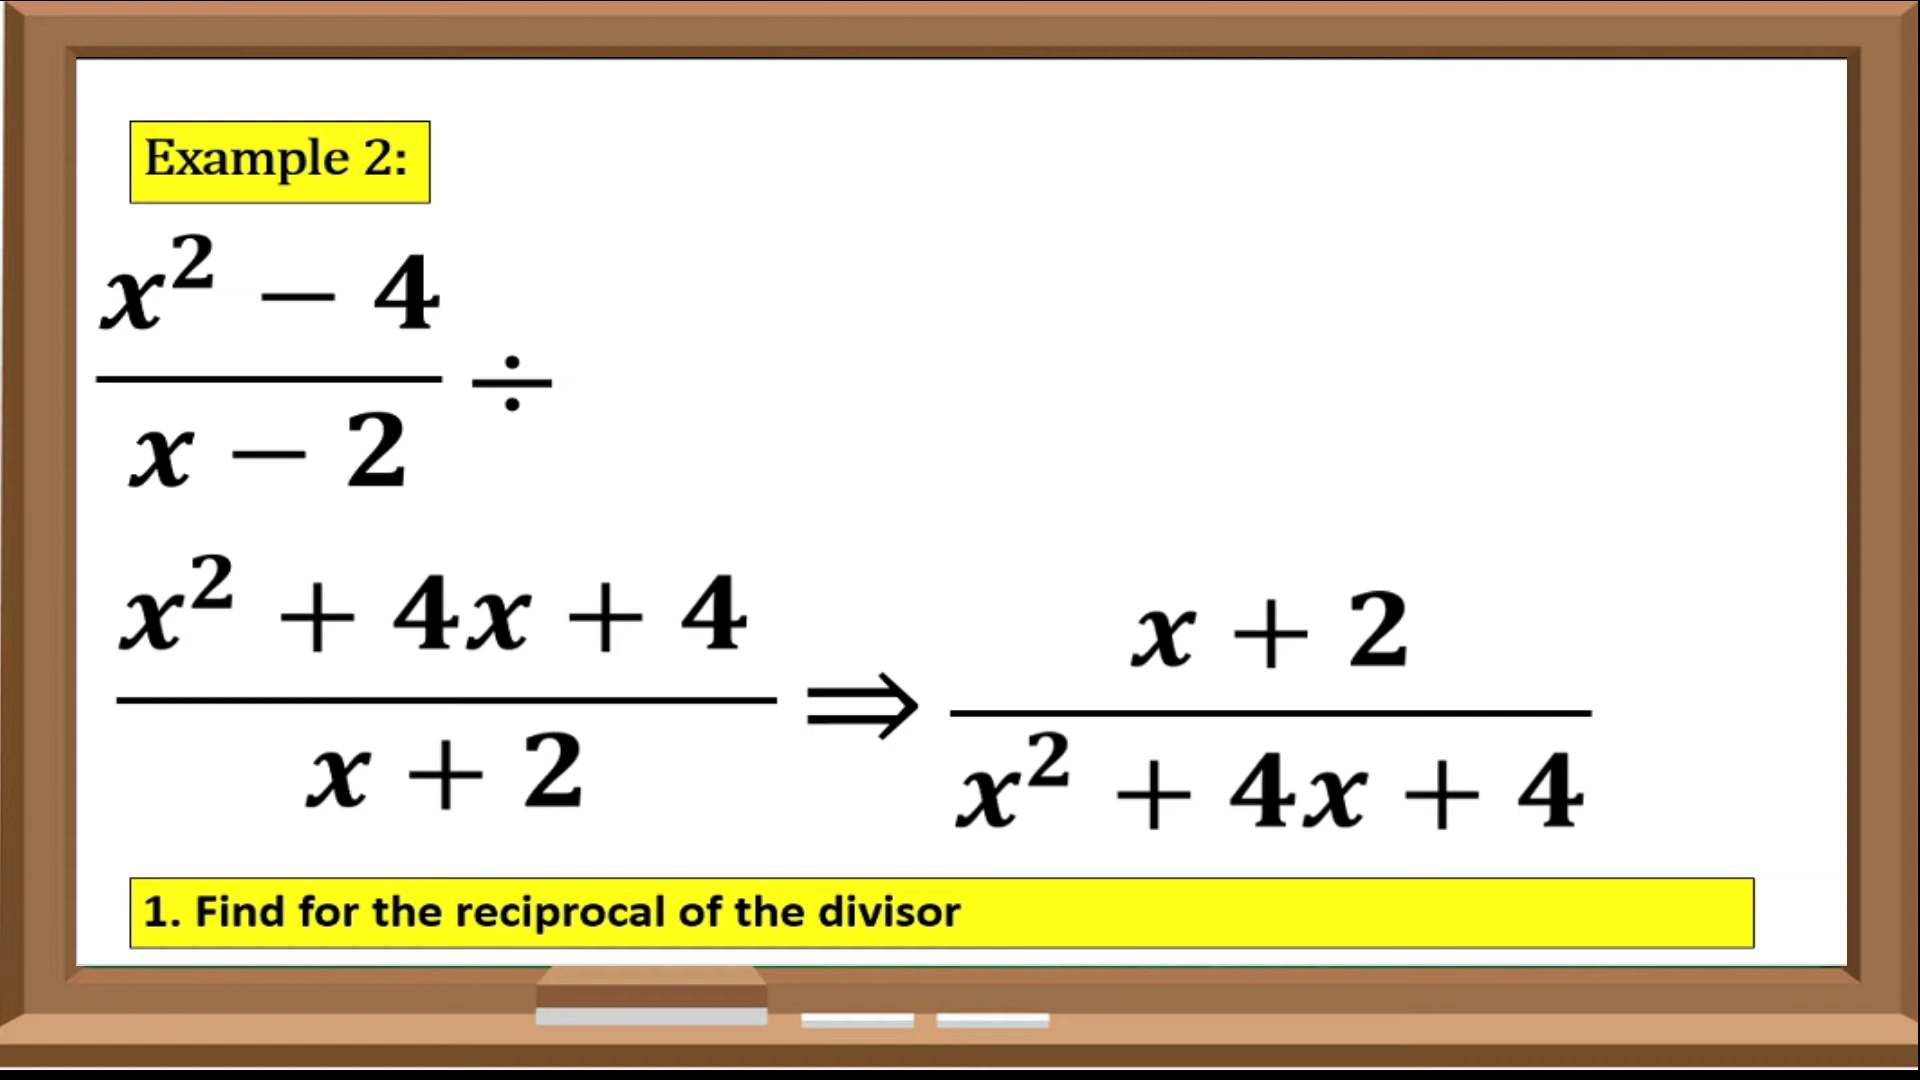 Example 2:
x² − 4
x − 2
÷
x² + 4x + 4
x + 2
⇒
x + 2
x² + 4x + 4
1. Find for the reciprocal of the divisor